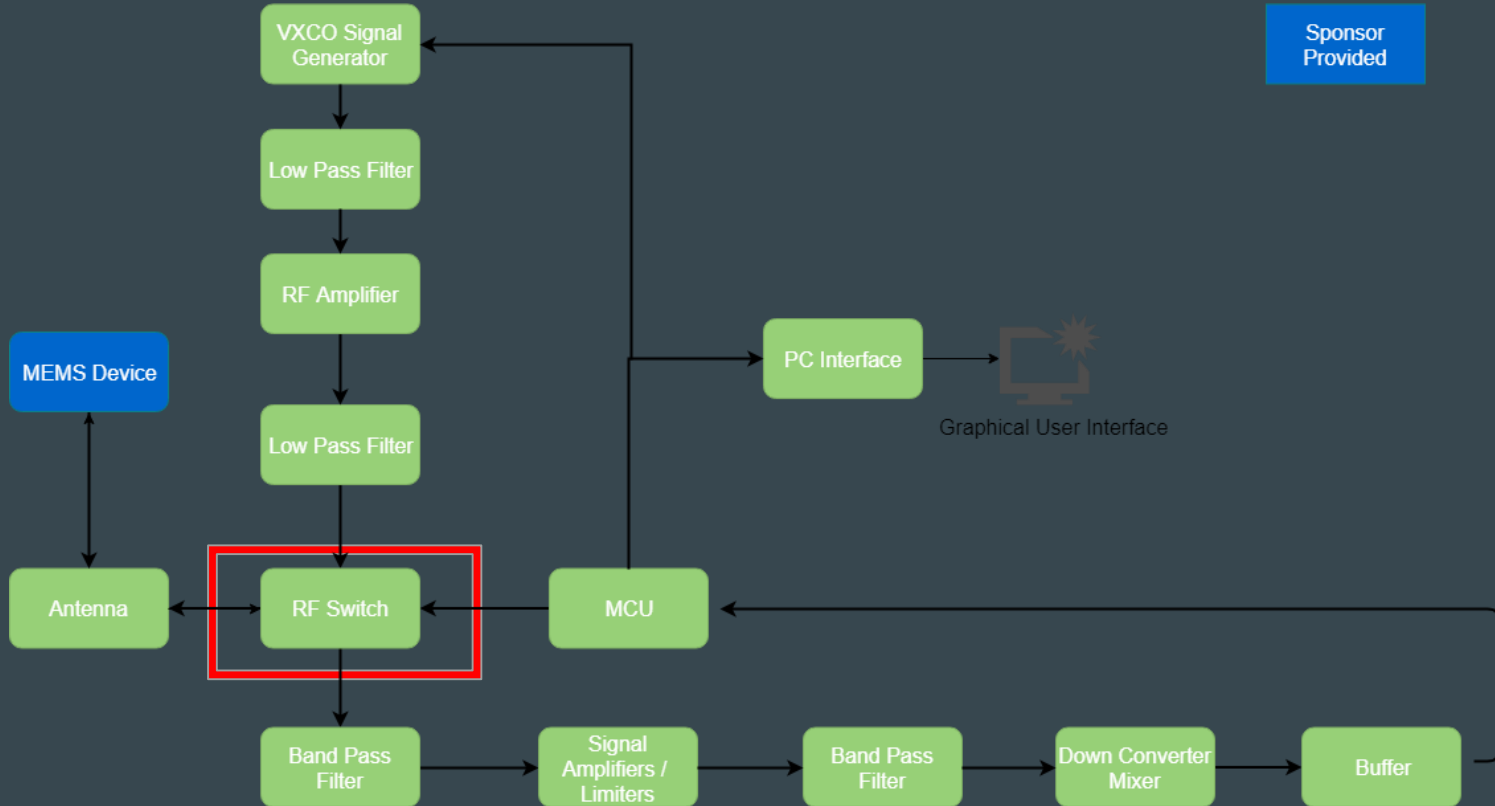 VXCO Signal
Generator
Sponsor
Provided
Low Pass Filter
RF Amplifier
MEMS Device
PC Interface
Graphical User Interface
Low Pass Filter
Antenna
RF Switch
MCU
Band Pass
Filter
Signal
Amplifiers /
Limiters
Band Pass
Filter
Down Converter
Mixer
Buffer